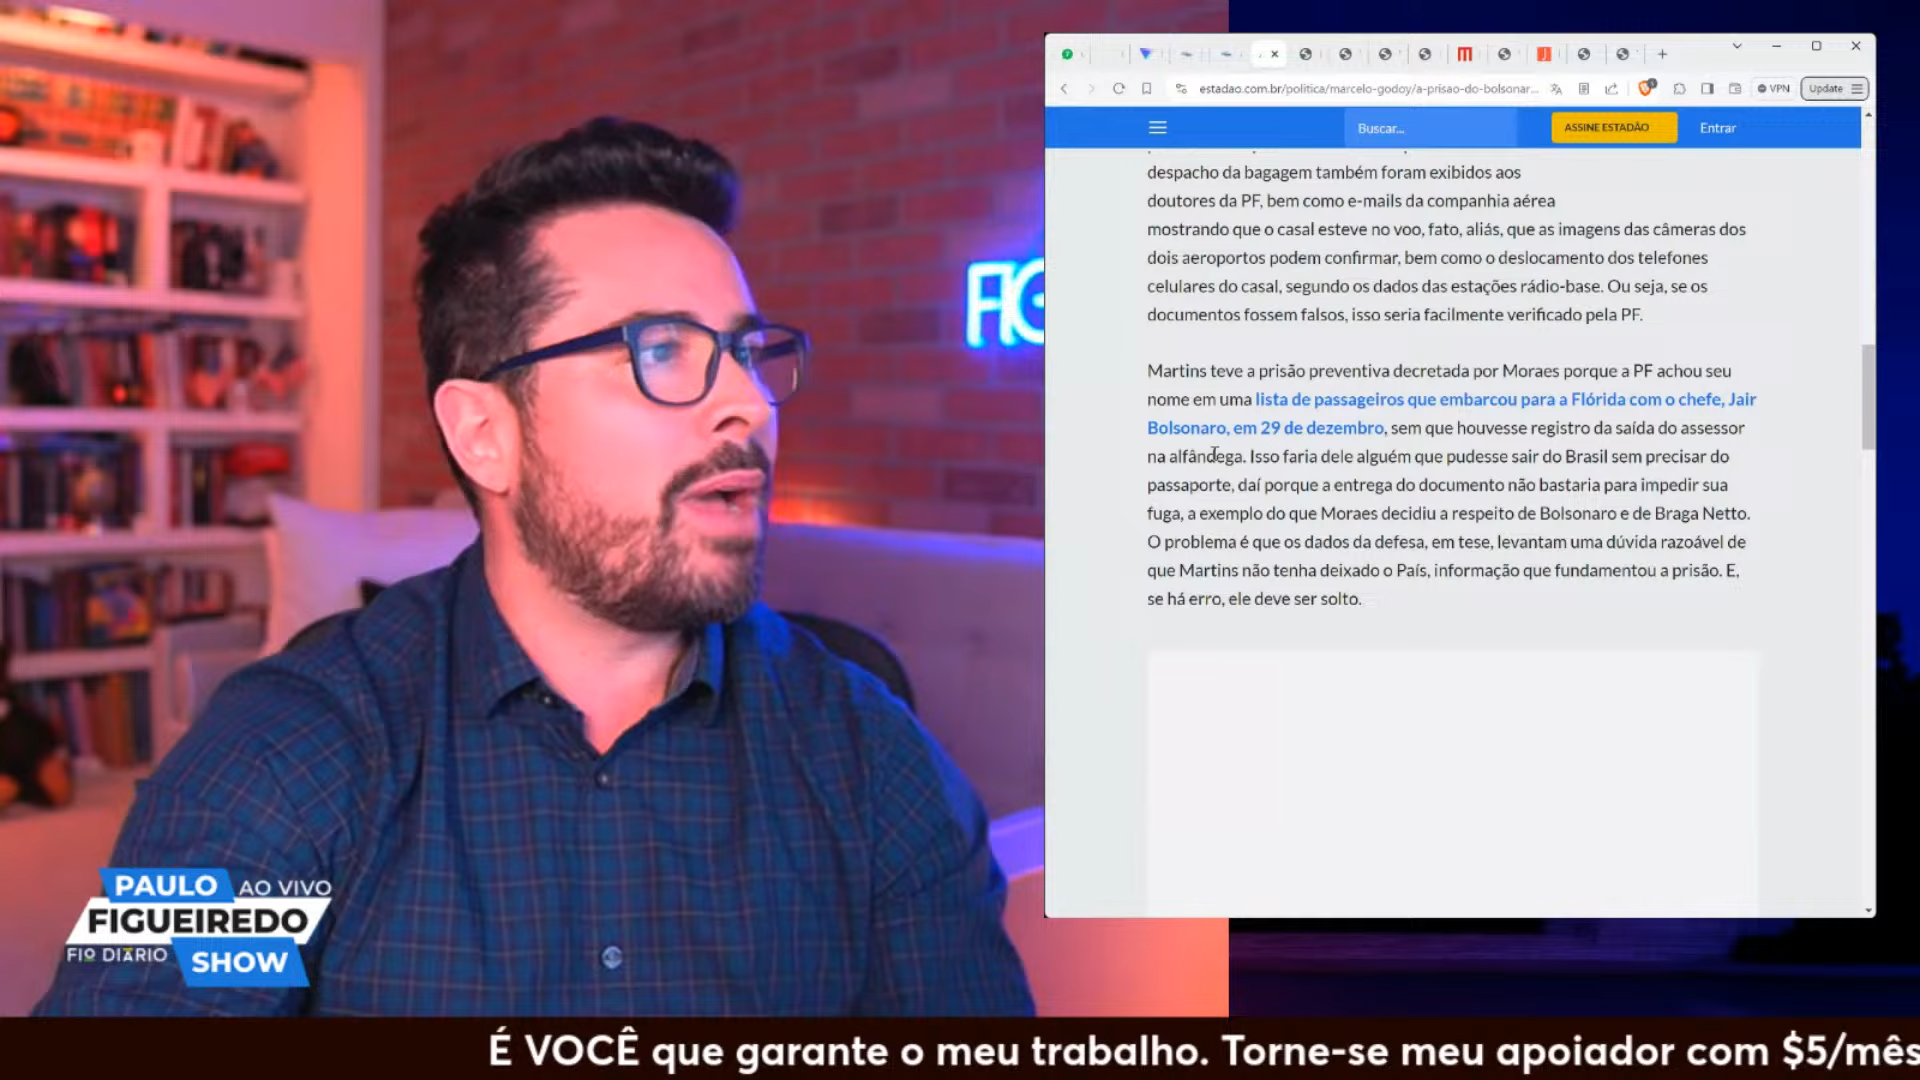 estadao.com.br/politica/marcelo-godoy/a-prisao-do-bolsonar...
VPN
Update
Buscar...
ASSINE ESTADÃO
Entrar
despacho da bagagem também foram exibidos aos
doutores da PF, bem como e-mails da companhia aérea
mostrando que o casal esteve no voo, fato, aliás, que as imagens das câmeras dos
dois aeroportos podem confirmar, bem como o deslocamento dos telefones
celulares do casal, segundo os dados das estações rádio-base. Ou seja, se os
documentos fossem falsos, isso seria facilmente verificado pela PF.
Martins teve a prisão preventiva decretada por Moraes porque a PF achou seu
nome em uma lista de passageiros que embarcou para a Flórida com o chefe, Jair
Bolsonaro, em 29 de dezembro, sem que houvesse registro da saída do assessor
na alfândega. Isso faria dele alguém que pudesse sair do Brasil sem precisar do
passaporte, daí porque a entrega do documento não bastaria para impedir sua
fuga, a exemplo do que Moraes decidiu a respeito de Bolsonaro e de Braga Netto.
O problema é que os dados da defesa, em tese, levantam uma dúvida razoável de
que Martins não tenha deixado o País, informação que fundamentou a prisão. E,
se há erro, ele deve ser solto.
PAULO AO VIVO
FIGUEIREDO
FIO DIÁRIO SHOW
É VOCÊ que garante o meu trabalho. Torne-se meu apoiador com $5/mês